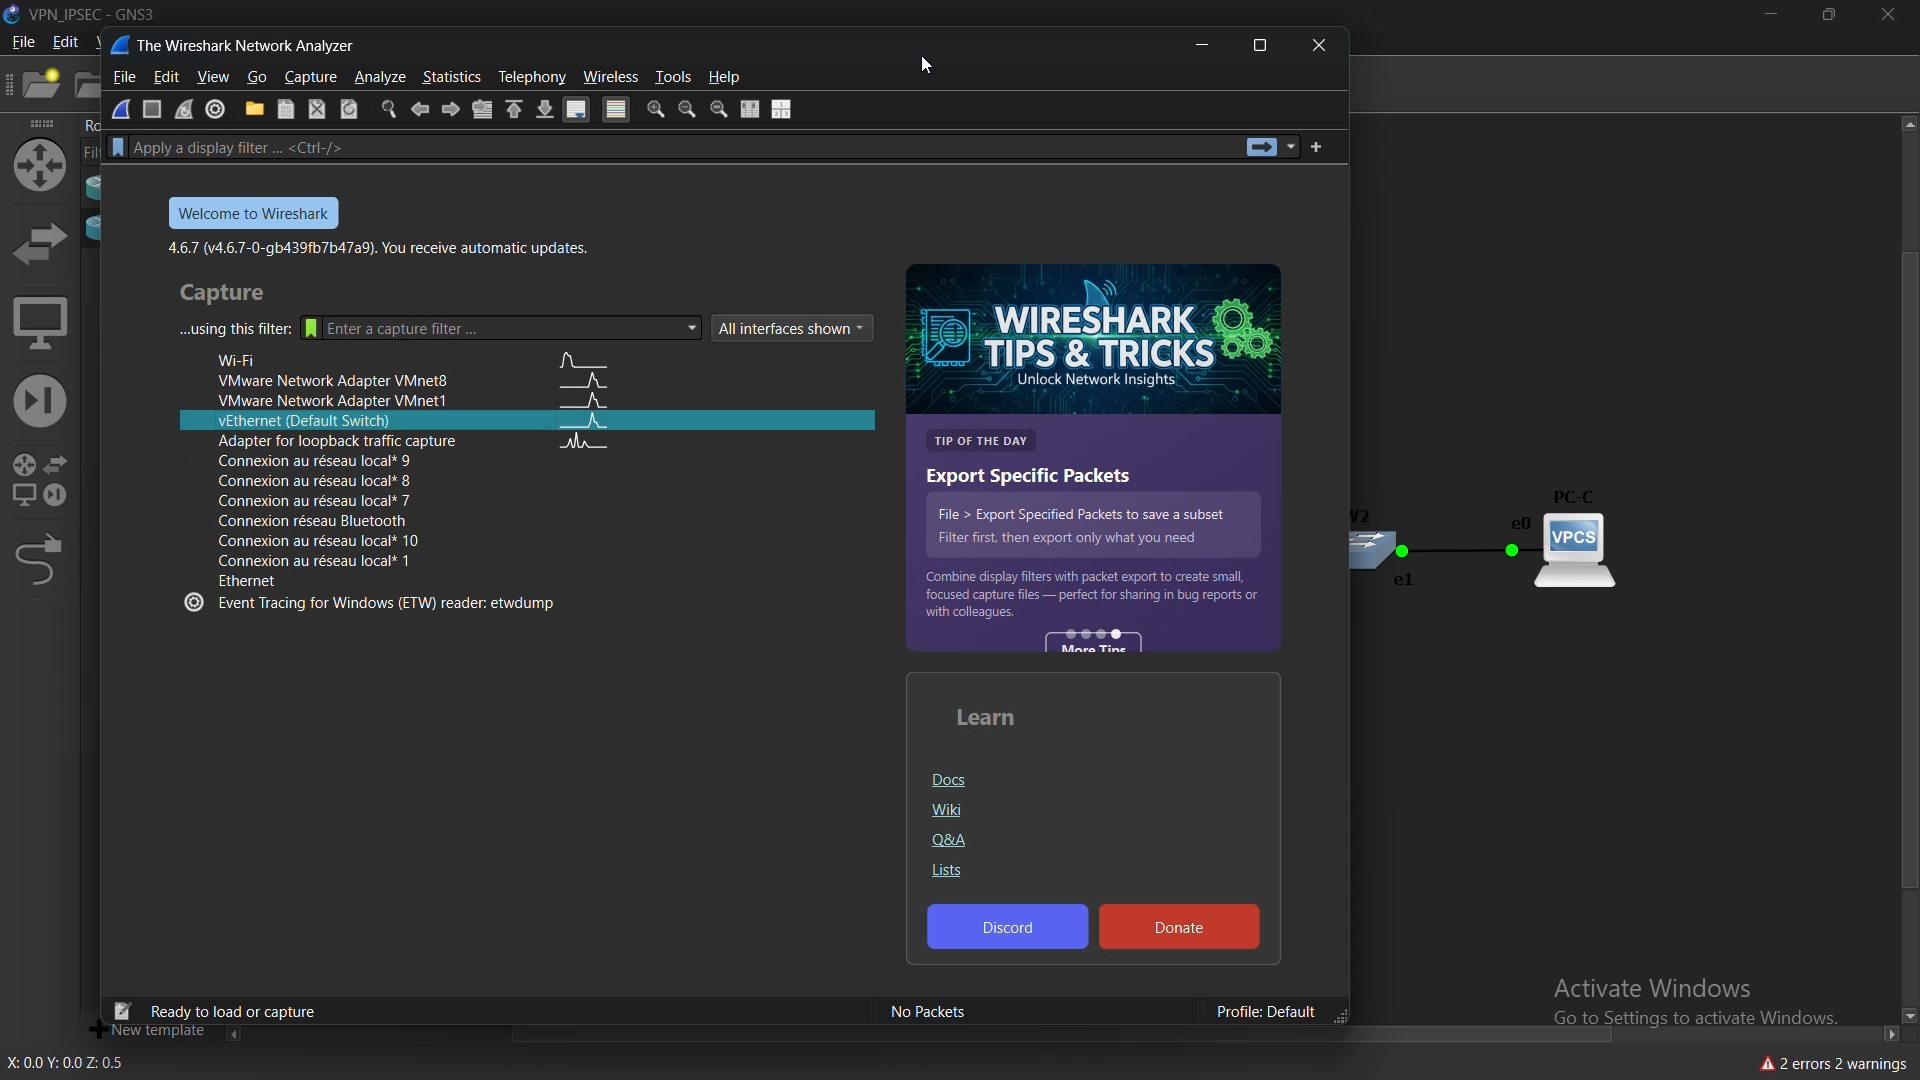 VPN_IPSEC - GNS3
File Edit
The Wireshark Network Analyzer
File Edit View Go Capture Analyze Statistics Telephony Wireless Tools Help
Apply a display filter ... <Ctrl-/>
Welcome to Wireshark
4.6.7 (v4.6.7-0-gb439fb7b47a9). You receive automatic updates.
Capture
...using this filter: Enter a capture filter ... All interfaces shown
Wi-Fi
VMware Network Adapter VMnet8
VMware Network Adapter VMnet1
vEthernet (Default Switch)
Adapter for loopback traffic capture
Connexion au réseau local* 9
Connexion au réseau local* 8
Connexion au réseau local* 7
Connexion réseau Bluetooth
Connexion au réseau local* 10
Connexion au réseau local* 1
Ethernet
Event Tracing for Windows (ETW) reader: etwdump
WIRESHARK
TIPS & TRICKS
Unlock Network Insights
TIP OF THE DAY
Export Specific Packets
File > Export Specified Packets to save a subset
Filter first, then export only what you need
Combine display filters with packet export to create small,
focused capture files — perfect for sharing in bug reports or
with colleagues.
More Tips
Learn
Docs
Wiki
Q&A
Lists
Discord Donate
Ready to load or capture No Packets Profile: Default
PC-C
e0
VPCS
e1
New template
Activate Windows
Go to Settings to activate Windows.
X: 0.0 Y: 0.0 Z: 0.5
2 errors 2 warnings